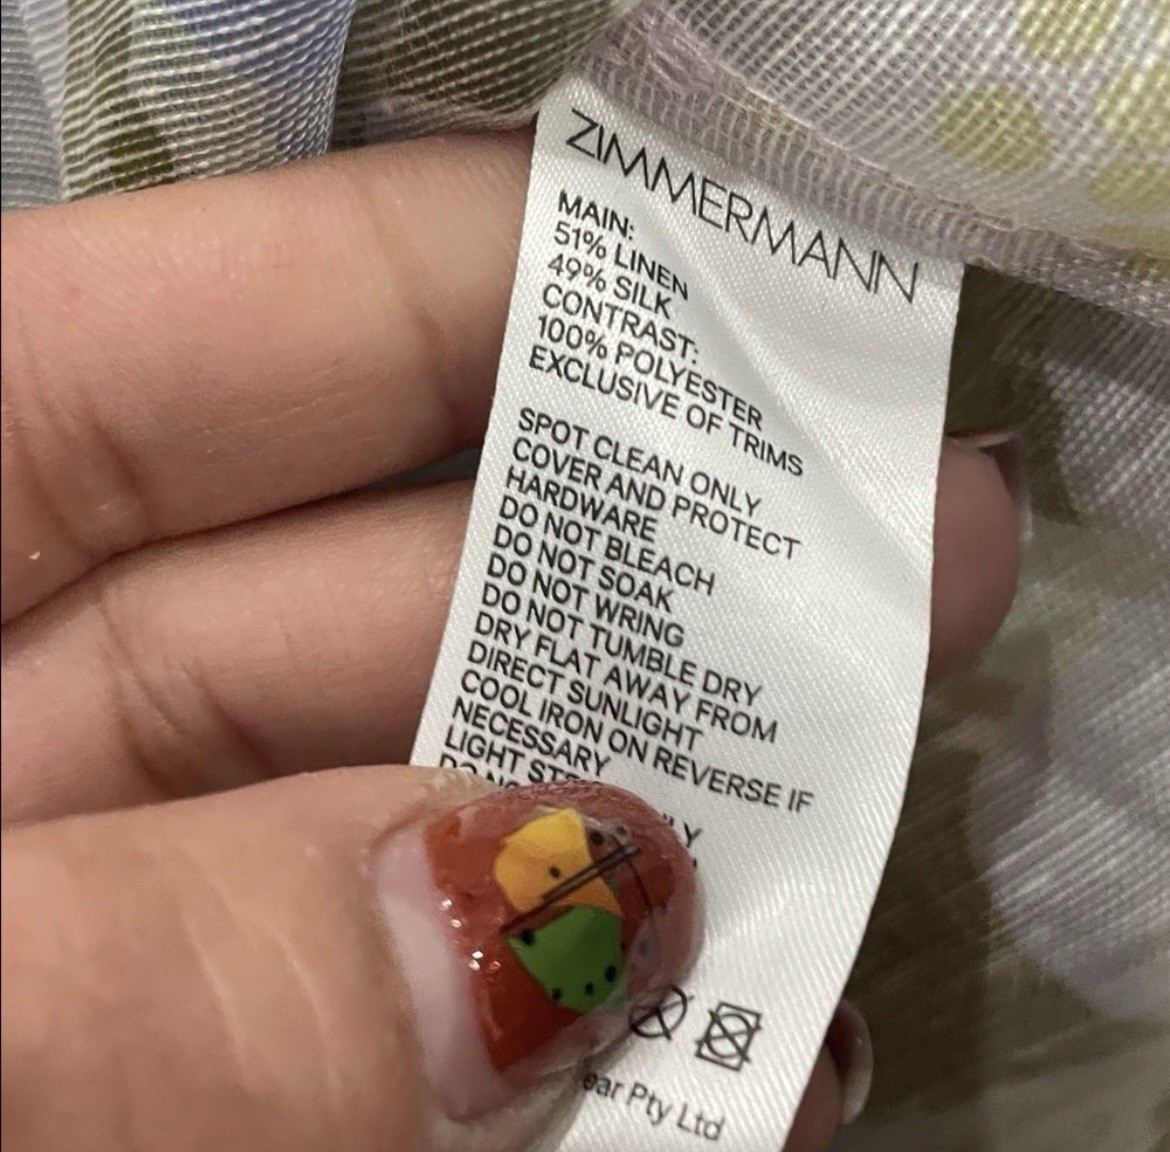 ZIMMERMANN
MAIN:
51% LINEN
49% SILK
CONTRAST:
100% POLYESTER
EXCLUSIVE OF TRIMS
SPOT CLEAN ONLY
COVER AND PROTECT
HARDWARE
DO NOT BLEACH
DO NOT SOAK
DO NOT WRING
DO NOT TUMBLE DRY
DRY FLAT AWAY FROM
DIRECT SUNLIGHT
COOL IRON ON REVERSE IF
NECESSARY
LIGHT
Pty Ltd